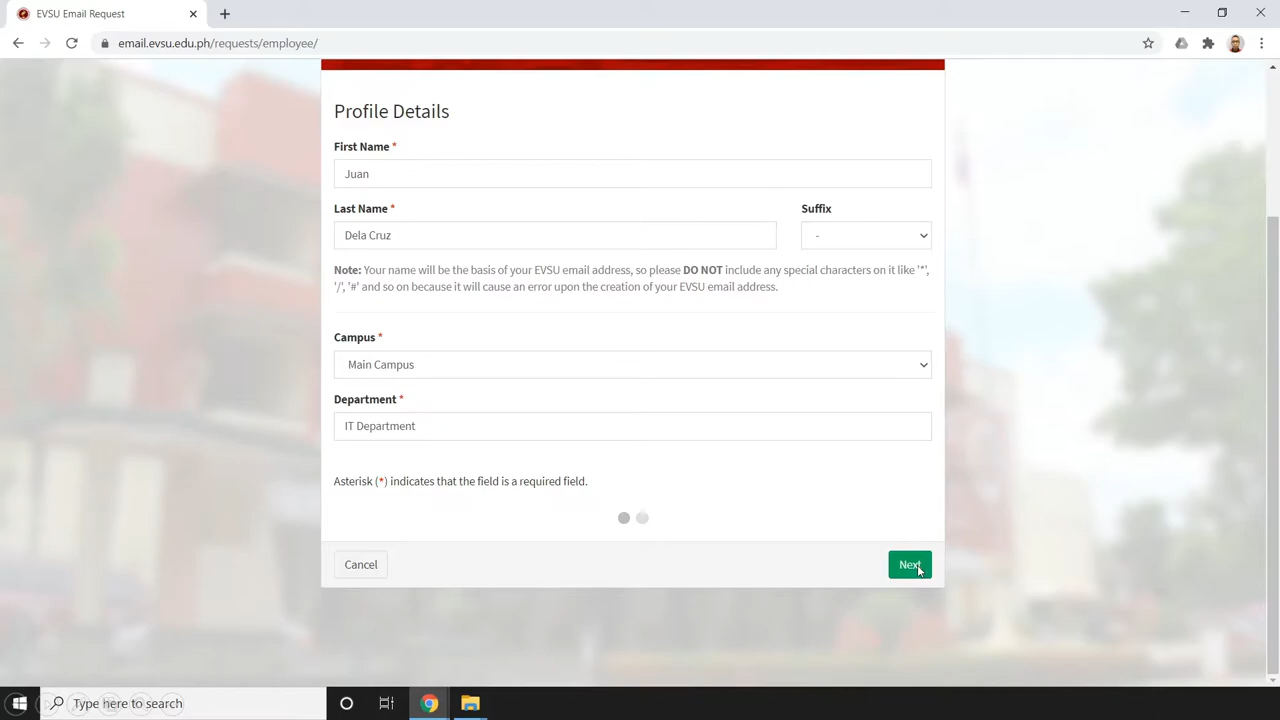 EVSU Email Request
email.evsu.edu.ph/requests/employee/
Profile Details
First Name *
Juan
Last Name *
Suffix
Dela Cruz
-
Note: Your name will be the basis of your EVSU email address, so please DO NOT include any special characters on it like '*',
'/', '#' and so on because it will cause an error upon the creation of your EVSU email address.
Campus *
Main Campus
Department *
IT Department
Asterisk (*) indicates that the field is a required field.
Cancel
Next
Type here to search